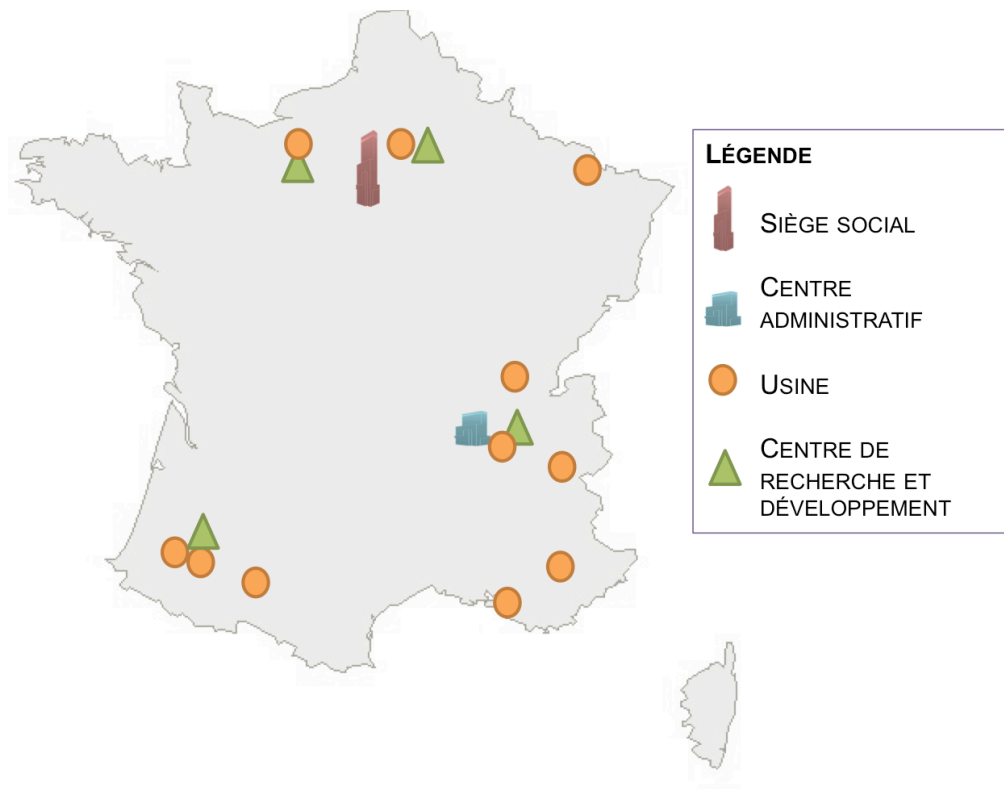 LÉGENDE
SIÈGE SOCIAL
CENTRE
ADMINISTRATIF
USINE
CENTRE DE
RECHERCHE ET
DÉVELOPPEMENT